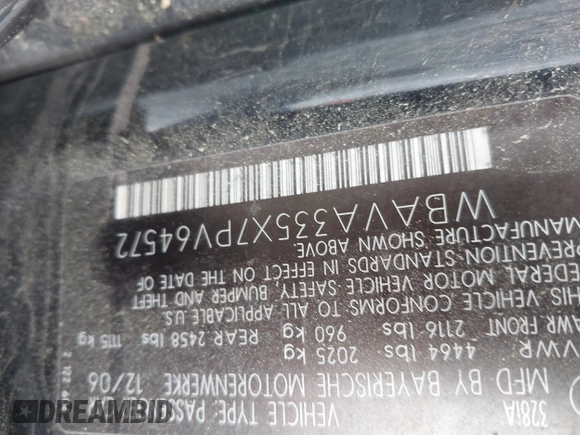 328IA
VEHICLE TYPE: PASS
MFD BY BAYERISCHE MOTORENWERKE 12/06
VWR 4464 lbs 2025 kg
AWR FRONT 2116 lbs 960 kg REAR 2458 lbs 1115 kg
THIS VEHICLE CONFORMS TO ALL APPLICABLE U.S.
FEDERAL MOTOR VEHICLE SAFETY, BUMPER AND THEFT
PREVENTION STANDARDS IN EFFECT ON THE DATE OF
MANUFACTURE SHOWN ABOVE.
WBAVA335X7PV64572
DREAMBID